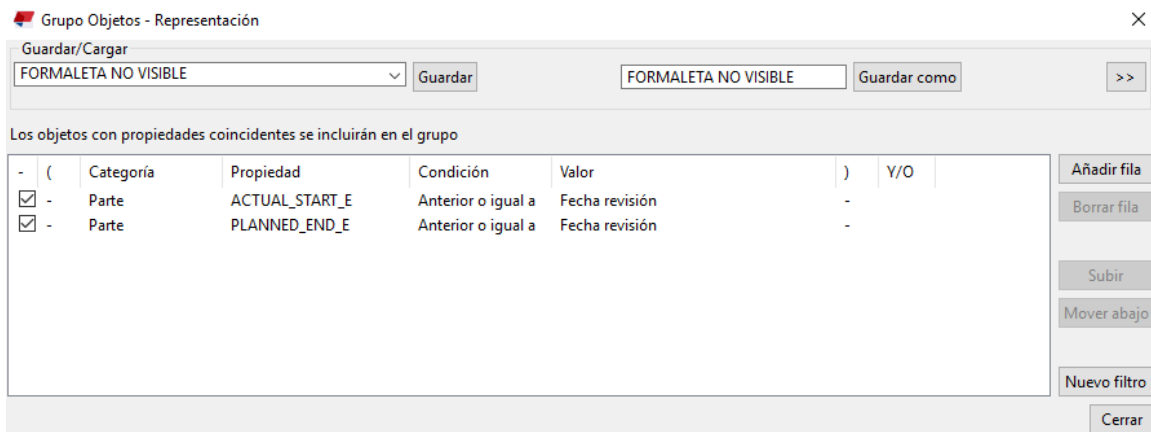 Grupo Objetos - Representación
Guardar/Cargar
FORMALETA NO VISIBLE Guardar FORMALETA NO VISIBLE Guardar como >>
Los objetos con propiedades coincidentes se incluirán en el grupo
- ( Categoría Propiedad Condición Valor ) Y/O Añadir fila
- Parte ACTUAL_START_E Anterior o igual a Fecha revisión -
Borrar fila
- Parte PLANNED_END_E Anterior o igual a Fecha revisión -
Subir
Mover abajo
Nuevo filtro
Cerrar